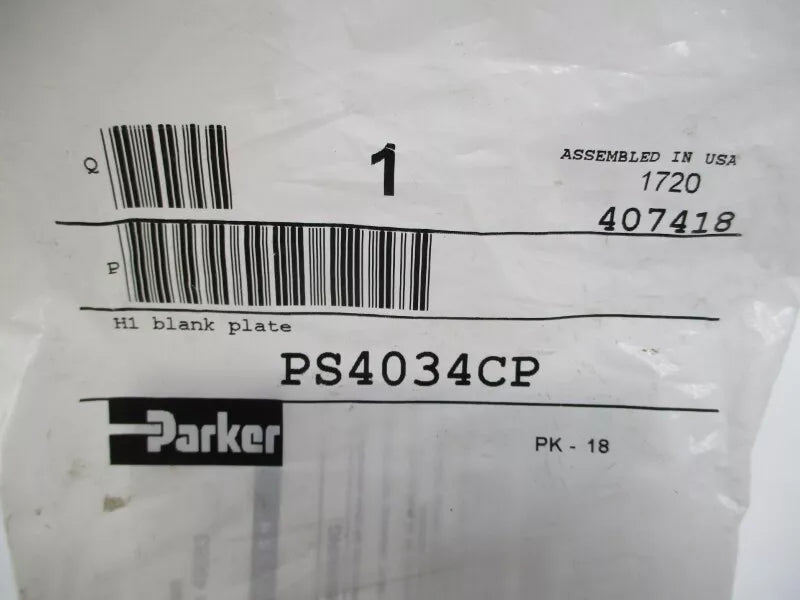 Q
1
ASSEMBLED IN USA
1720
407418
P
H1 blank plate
PS4034CP
Parker
PK - 18